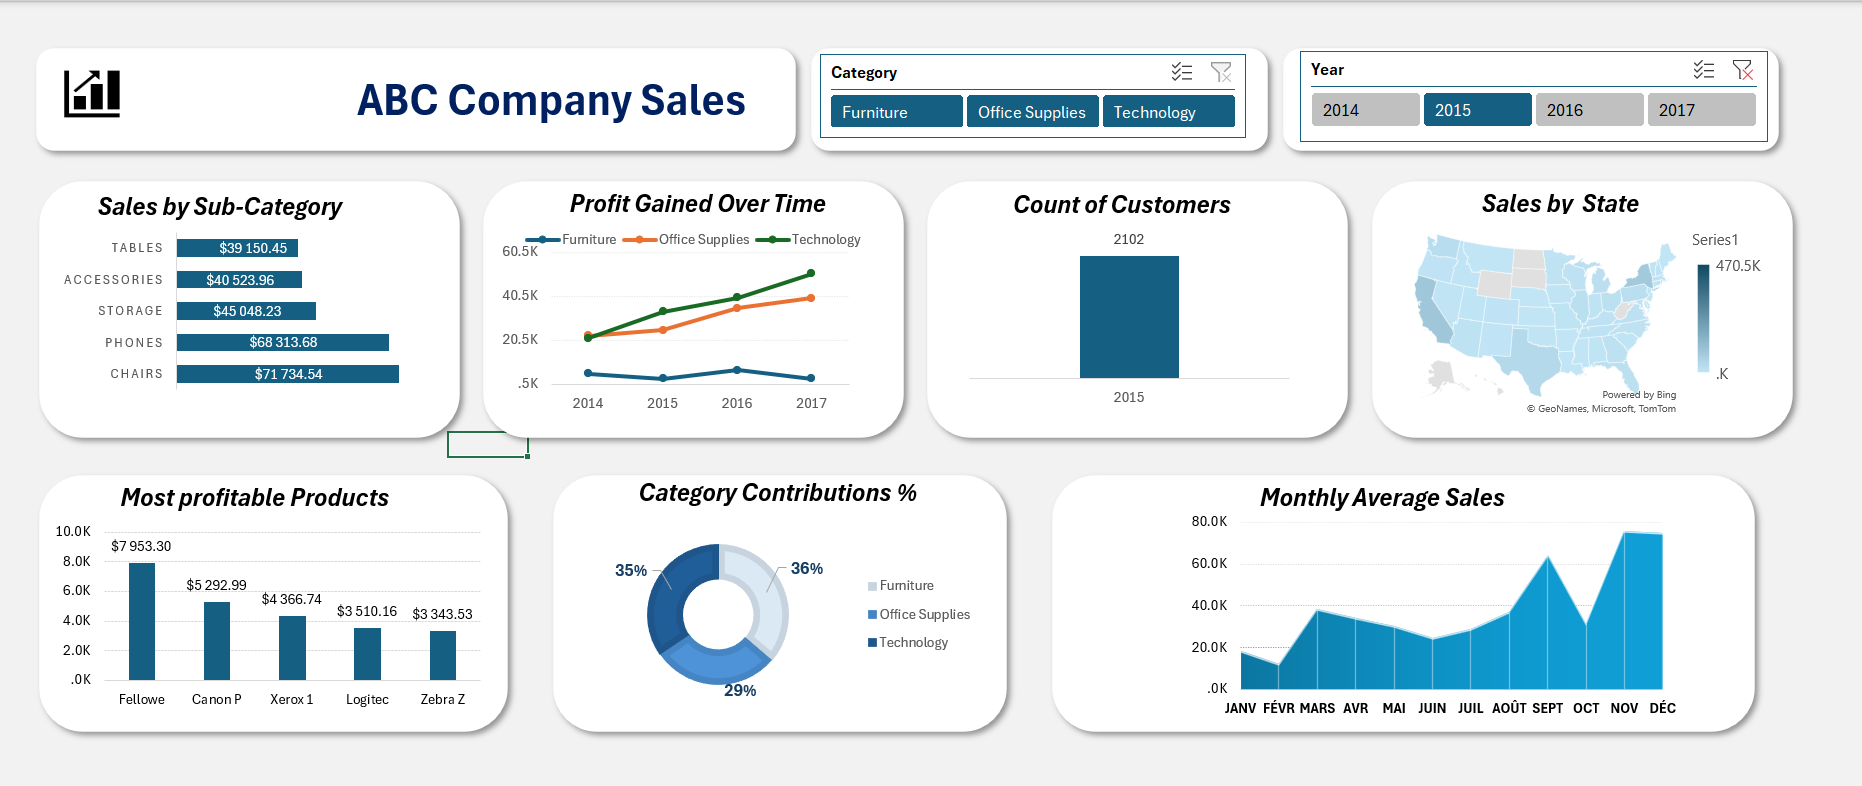 ABC Company Sales
Category
Furniture
Office Supplies
Technology
Year
2014
2015
2016
2017
Sales by Sub-Category
TABLES $39 150.45
ACCESSORIES $40 523.96
STORAGE $45 048.23
PHONES $68 313.68
CHAIRS $71 734.54
Profit Gained Over Time
Furniture Office Supplies Technology
60.5K
40.5K
20.5K
.5K
2014 2015 2016 2017
Count of Customers
2102
2015
Sales by State
Series1
470.5K
.K
Powered by Bing
© GeoNames, Microsoft, TomTom
Most profitable Products
10.0K
8.0K
6.0K
4.0K
2.0K
.0K
$7 953.30
$5 292.99
$4 366.74
$3 510.16
$3 343.53
Fellowe Canon P Xerox 1 Logitec Zebra Z
Category Contributions %
35%
36%
29%
Furniture
Office Supplies
Technology
Monthly Average Sales
80.0K
60.0K
40.0K
20.0K
.0K
JANV FÉVR MARS AVR MAI JUIN JUIL AOÛT SEPT OCT NOV DÉC